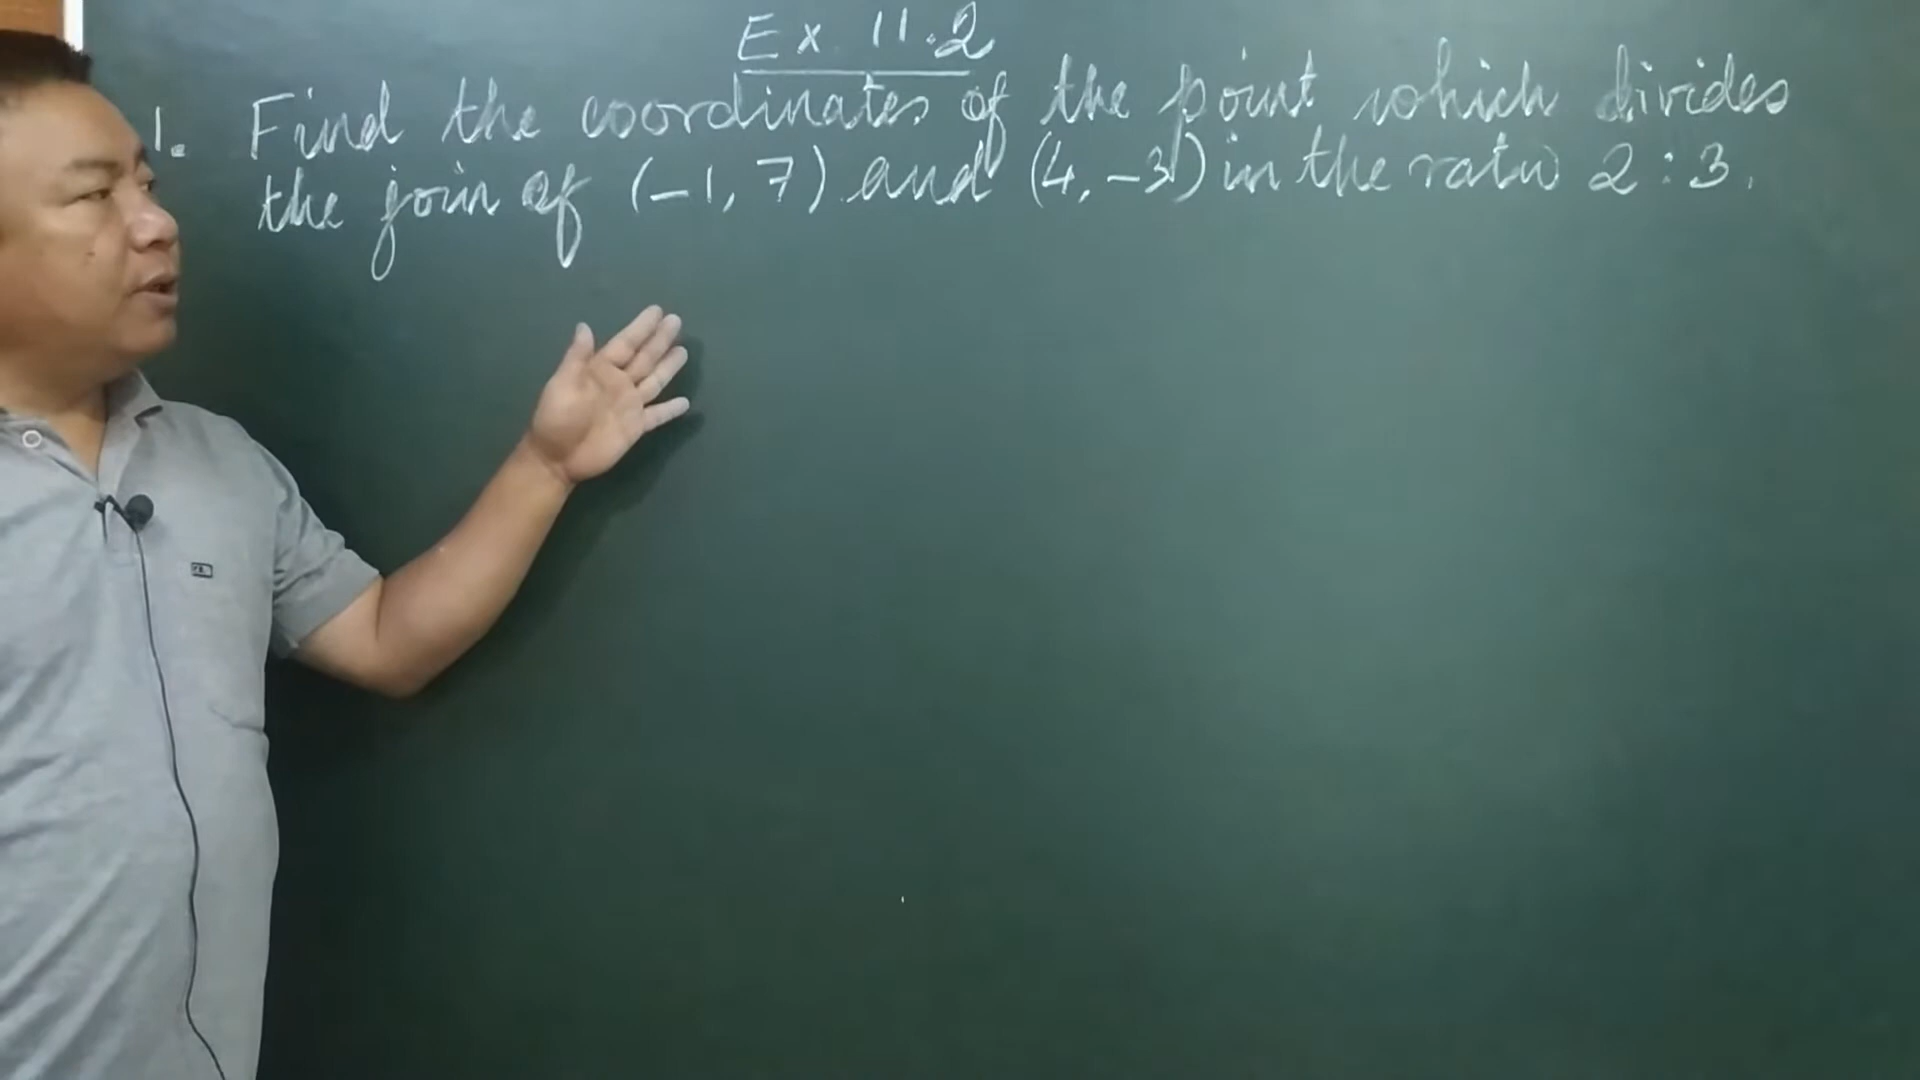 Ex. 11.2
1. Find the coordinates of the point which divides
the join of (-1, 7) and (4, -3) in the ratio 2 : 3.